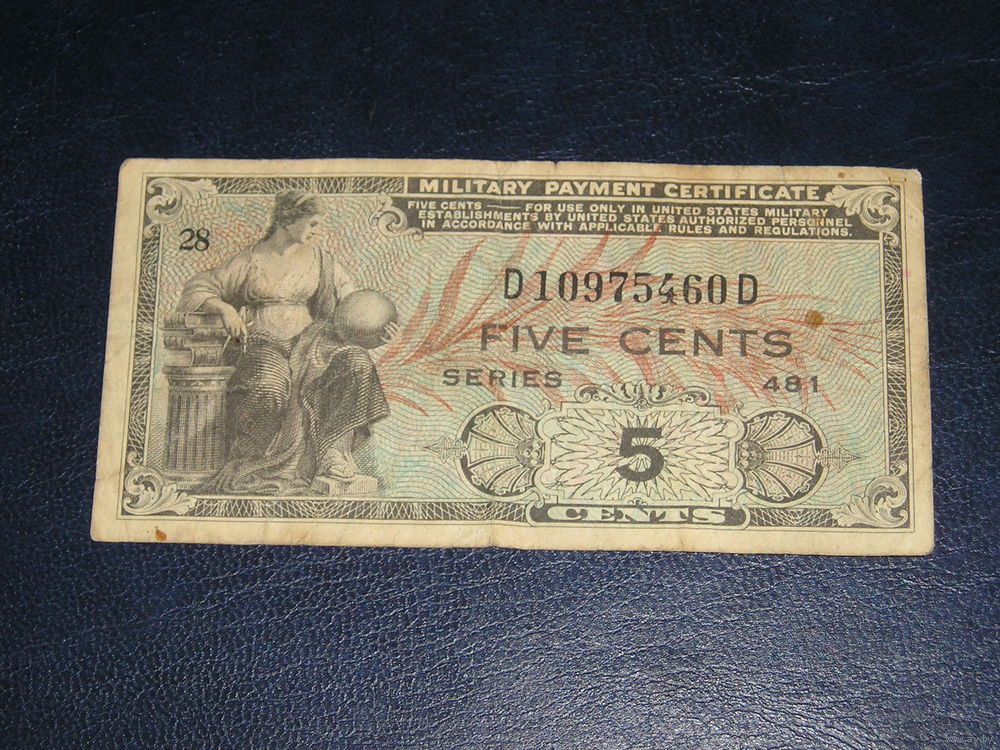 MILITARY PAYMENT CERTIFICATE
FIVE CENTS — FOR USE ONLY IN UNITED STATES MILITARY
ESTABLISHMENTS BY UNITED STATES AUTHORIZED PERSONNEL
IN ACCORDANCE WITH APPLICABLE RULES AND REGULATIONS.
28
D10975460D
FIVE CENTS
SERIES 481
5
CENTS